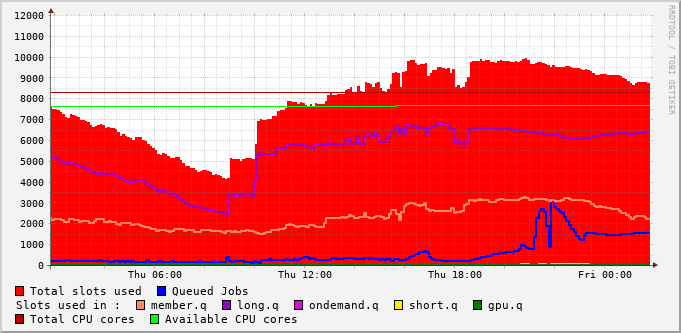 RRDTOOL / TOBI OETIKER
12000
11000
10000
9000
8000
7000
6000
5000
4000
3000
2000
1000
0
Thu 06:00 Thu 12:00 Thu 18:00 Fri 00:00
Total slots used Queued Jobs
Slots used in : member.q long.q ondemand.q short.q gpu.q
Total CPU cores Available CPU cores